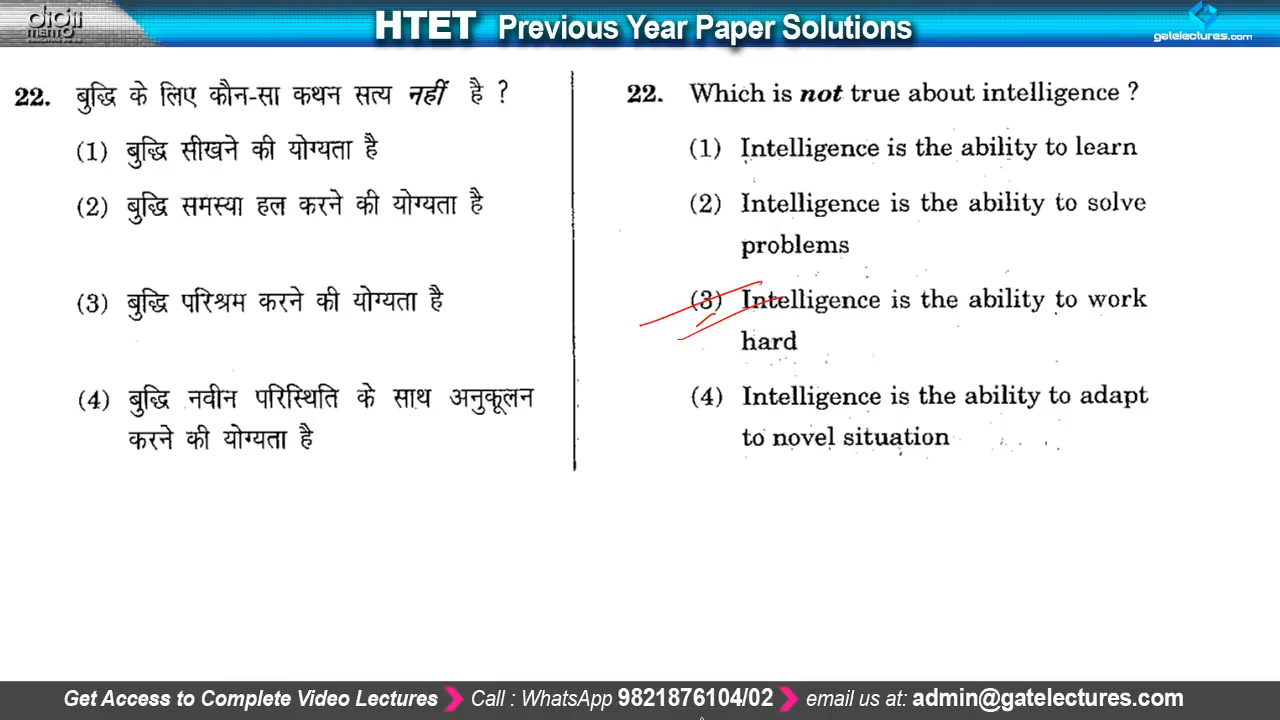 digii
MENTO
HTET Previous Year Paper Solutions
gatelectures.com
22. बुद्धि के लिए कौन-सा कथन सत्य नहीं है ?
(1) बुद्धि सीखने की योग्यता है
(2) बुद्धि समस्या हल करने की योग्यता है
(3) बुद्धि परिश्रम करने की योग्यता है
(4) बुद्धि नवीन परिस्थिति के साथ अनुकूलन
करने की योग्यता है
22. Which is not true about intelligence ?
(1) Intelligence is the ability to learn
(2) Intelligence is the ability to solve
problems
(3) Intelligence is the ability to work
hard
(4) Intelligence is the ability to adapt
to novel situation
Get Access to Complete Video Lectures Call : WhatsApp 9821876104/02 email us at: admin@gatelectures.com